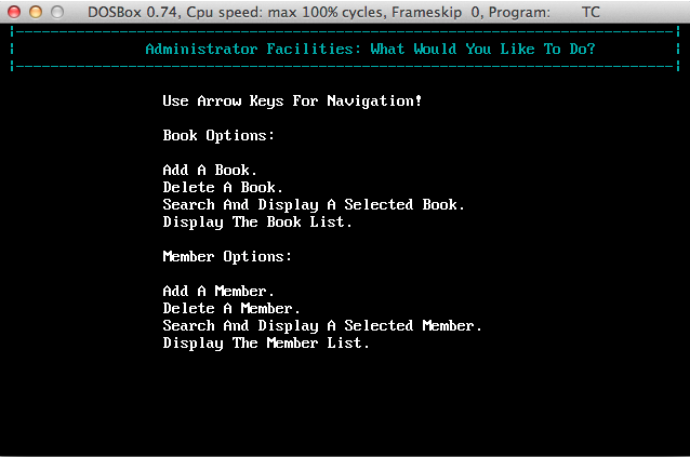 DOSBox 0.74, Cpu speed: max 100% cycles, Frameskip 0, Program: TC
Administrator Facilities: What Would You Like To Do?
Use Arrow Keys For Navigation!
Book Options:
Add A Book.
Delete A Book.
Search And Display A Selected Book.
Display The Book List.
Member Options:
Add A Member.
Delete A Member.
Search And Display A Selected Member.
Display The Member List.